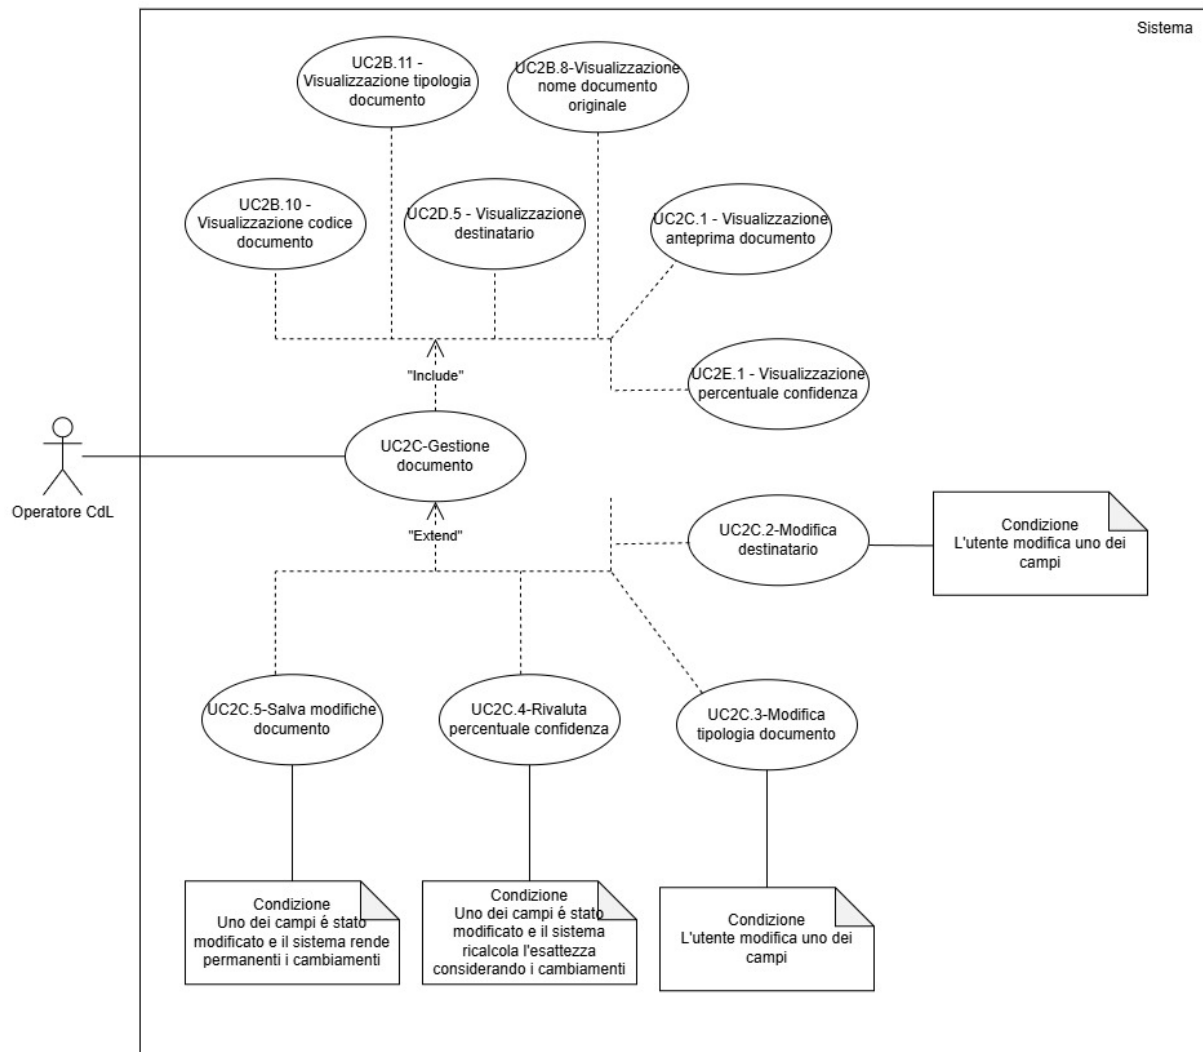 Sistema
UC2B.11 -
Visualizzazione tipologia
documento
UC2B.8-Visualizzazione
nome documento
originale
UC2B.10 -
Visualizzazione codice
documento
UC2D.5 - Visualizzazione
destinatario
UC2C.1 - Visualizzazione
anteprima documento
"Include"
UC2E.1 - Visualizzazione
percentuale confidenza
UC2C-Gestione
documento
Operatore CdL
"Extend"
UC2C.2-Modifica
destinatario
Condizione
L'utente modifica uno dei
campi
UC2C.5-Salva modifiche
documento
UC2C.4-Rivaluta
percentuale confidenza
UC2C.3-Modifica
tipologia documento
Condizione
Uno dei campi é stato
modificato e il sistema rende
permanenti i cambiamenti
Condizione
Uno dei campi é stato
modificato e il sistema
ricalcola l'esattezza
considerando i cambiamenti
Condizione
L'utente modifica uno dei
campi